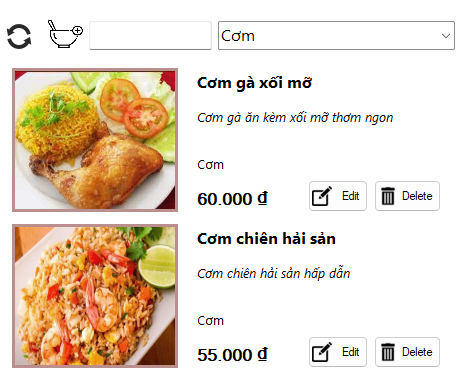 Cơm
Cơm gà xối mỡ
Cơm gà ăn kèm xối mỡ thơm ngon
Cơm
60.000 ₫
Edit
Delete
Cơm chiên hải sản
Cơm chiên hải sản hấp dẫn
Cơm
55.000 ₫
Edit
Delete